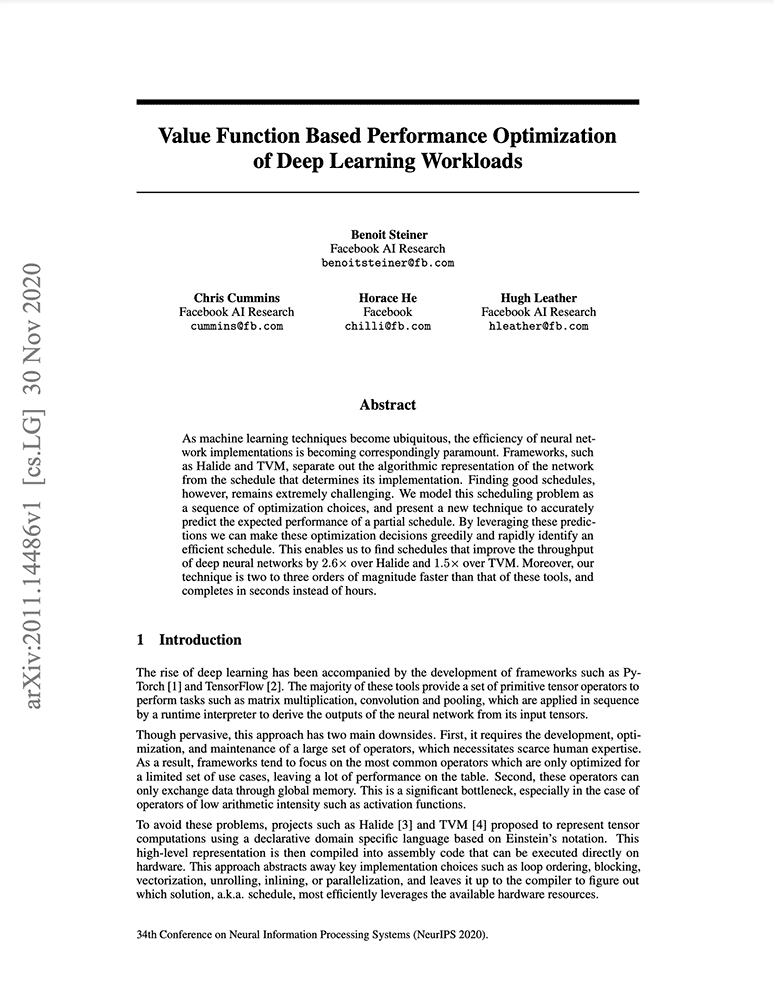 Value Function Based Performance Optimization
of Deep Learning Workloads
Benoit Steiner
Facebook AI Research
benoitsteiner@fb.com
Chris Cummins
Facebook AI Research
cummins@fb.com
Horace He
Facebook
chilli@fb.com
Hugh Leather
Facebook AI Research
hleather@fb.com
arXiv:2011.14486v1 [cs.LG] 30 Nov 2020
Abstract
As machine learning techniques become ubiquitous, the efficiency of neural net-
work implementations is becoming correspondingly paramount. Frameworks, such
as Halide and TVM, separate out the algorithmic representation of the network
from the schedule that determines its implementation. Finding good schedules,
however, remains extremely challenging. We model this scheduling problem as
a sequence of optimization choices, and present a new technique to accurately
predict the expected performance of a partial schedule. By leveraging these predic-
tions we can make these optimization decisions greedily and rapidly identify an
efficient schedule. This enables us to find schedules that improve the throughput
of deep neural networks by 2.6× over Halide and 1.5× over TVM. Moreover, our
technique is two to three orders of magnitude faster than that of these tools, and
completes in seconds instead of hours.
1 Introduction
The rise of deep learning has been accompanied by the development of frameworks such as Py-
Torch [1] and TensorFlow [2]. The majority of these tools provide a set of primitive tensor operators to
perform tasks such as matrix multiplication, convolution and pooling, which are applied in sequence
by a runtime interpreter to derive the outputs of the neural network from its input tensors.
Though pervasive, this approach has two main downsides. First, it requires the development, opti-
mization, and maintenance of a large set of operators, which necessitates scarce human expertise.
As a result, frameworks tend to focus on the most common operators which are only optimized for
a limited set of use cases, leaving a lot of performance on the table. Second, these operators can
only exchange data through global memory. This is a significant bottleneck, especially in the case of
operators of low arithmetic intensity such as activation functions.
To avoid these problems, projects such as Halide [3] and TVM [4] proposed to represent tensor
computations using a declarative domain specific language based on Einstein's notation. This
high-level representation is then compiled into assembly code that can be executed directly on
hardware. This approach abstracts away key implementation choices such as loop ordering, blocking,
vectorization, unrolling, inlining, or parallelization, and leaves it up to the compiler to figure out
which solution, a.k.a. schedule, most efficiently leverages the available hardware resources.
34th Conference on Neural Information Processing Systems (NeurIPS 2020).